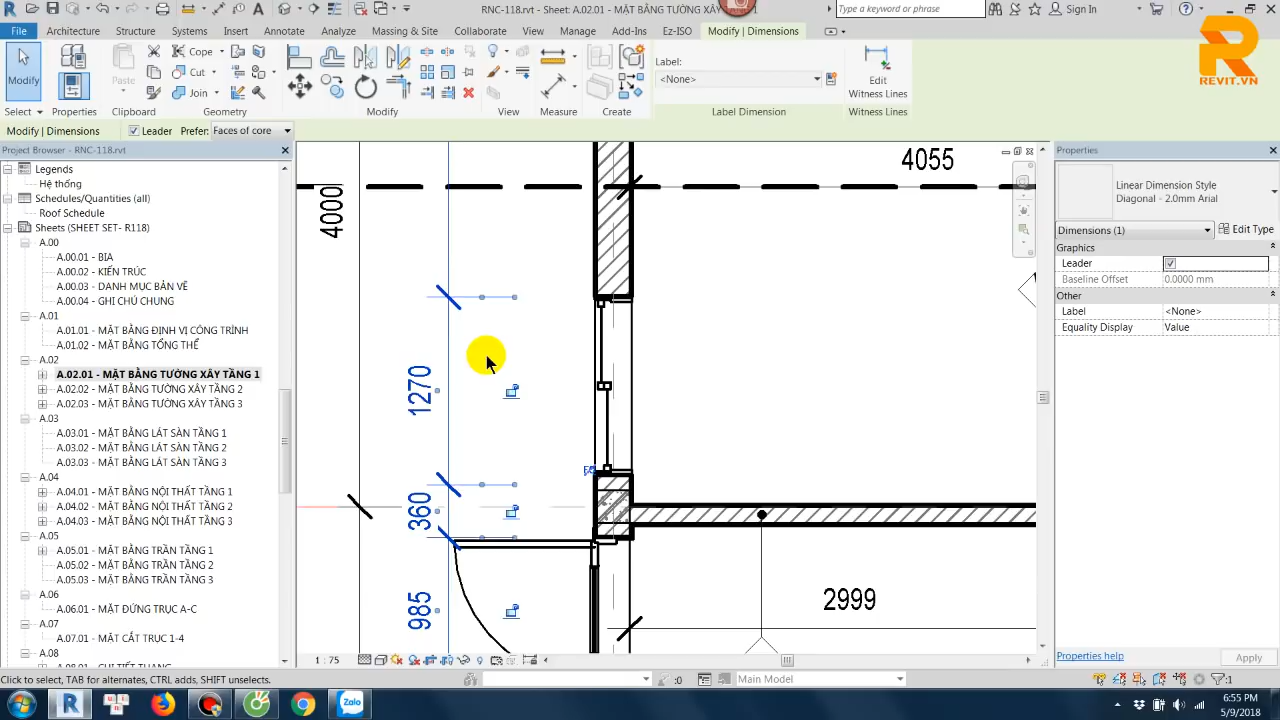 RNC-118.rvt - Sheet: A.02.01 - MẶT BẰNG TƯỜNG XÂY TẦNG 1
Type a keyword or phrase
Sign In
File
Architecture
Structure
Systems
Insert
Annotate
Analyze
Massing & Site
Collaborate
View
Manage
Add-Ins
Ez-ISO
Modify | Dimensions
REVIT.VN
Modify
Paste
Cope
Cut
Join
Label:
<None>
Edit
Witness Lines
Select
Properties
Clipboard
Geometry
Modify
View
Measure
Create
Label Dimension
Witness Lines
Modify | Dimensions
Leader
Prefer:
Faces of core
Project Browser - RNC-118.rvt
Legends
Hệ thống
Schedules/Quantities (all)
Roof Schedule
Sheets (SHEET SET- R118)
A.00
A.00.01 - BIA
A.00.02 - KIẾN TRÚC
A.00.03 - DANH MỤC BẢN VẼ
A.00.04 - GHI CHÚ CHUNG
A.01
A.01.01 - MẶT BẰNG ĐỊNH VỊ CÔNG TRÌNH
A.01.02 - MẶT BẰNG TỔNG THỂ
A.02
A.02.01 - MẶT BẰNG TƯỜNG XÂY TẦNG 1
A.02.02 - MẶT BẰNG TƯỜNG XÂY TẦNG 2
A.02.03 - MẶT BẰNG TƯỜNG XÂY TẦNG 3
A.03
A.03.01 - MẶT BẰNG LÁT SÀN TẦNG 1
A.03.02 - MẶT BẰNG LÁT SÀN TẦNG 2
A.03.03 - MẶT BẰNG LÁT SÀN TẦNG 3
A.04
A.04.01 - MẶT BẰNG NỘI THẤT TẦNG 1
A.04.02 - MẶT BẰNG NỘI THẤT TẦNG 2
A.04.03 - MẶT BẰNG NỘI THẤT TẦNG 3
A.05
A.05.01 - MẶT BẰNG TRẦN TẦNG 1
A.05.02 - MẶT BẰNG TRẦN TẦNG 2
A.05.03 - MẶT BẰNG TRẦN TẦNG 3
A.06
A.06.01 - MẶT ĐỨNG TRỤC A-C
A.07
A.07.01 - MẶT CẮT TRỤC 1-4
A.08
4000
4055
1270
360
985
2999
Properties
Linear Dimension Style
Diagonal - 2.0mm Arial
Dimensions (1)
Edit Type
Graphics
Leader
Baseline Offset
0.0000 mm
Other
Label
<None>
Equality Display
Value
Properties help
Apply
1 : 75
Click to select, TAB for alternates, CTRL adds, SHIFT unselects.
:0
Main Model
:1
Zalo
6:55 PM
5/9/2018